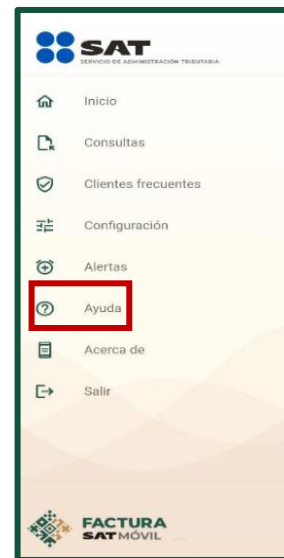 SAT
SERVICIO DE ADMINISTRACIÓN TRIBUTARIA
Inicio
Consultas
Clientes frecuentes
Configuración
Alertas
Ayuda
Acerca de
Salir
FACTURA
SAT MÓVIL